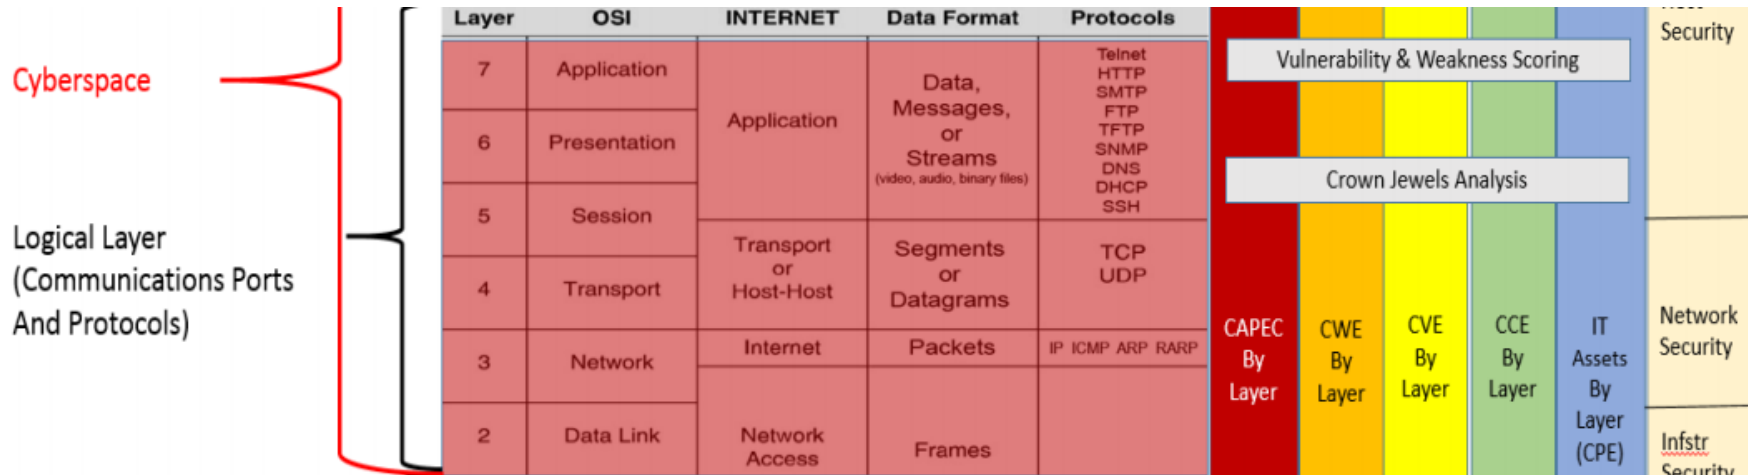 Layer OSI INTERNET Data Format Protocols
Cyberspace
Logical Layer
(Communications Ports
And Protocols)
7
Application
6
Presentation
5
Session
4
Transport
3
Network
2
Data Link
Application
Transport
or
Host-Host
Internet
Network
Access
Data,
Messages,
or
Streams
(video, audio, binary files)
Segments
or
Datagrams
Packets
Frames
Telnet
HTTP
SMTP
FTP
TFTP
SNMP
DNS
DHCP
SSH
TCP
UDP
IP ICMP ARP RARP
Vulnerability & Weakness Scoring
Crown Jewels Analysis
CAPEC
By
Layer
CWE
By
Layer
CVE
By
Layer
CCE
By
Layer
IT
Assets
By
Layer
(CPE)
Security
Network
Security
Infstr
Security